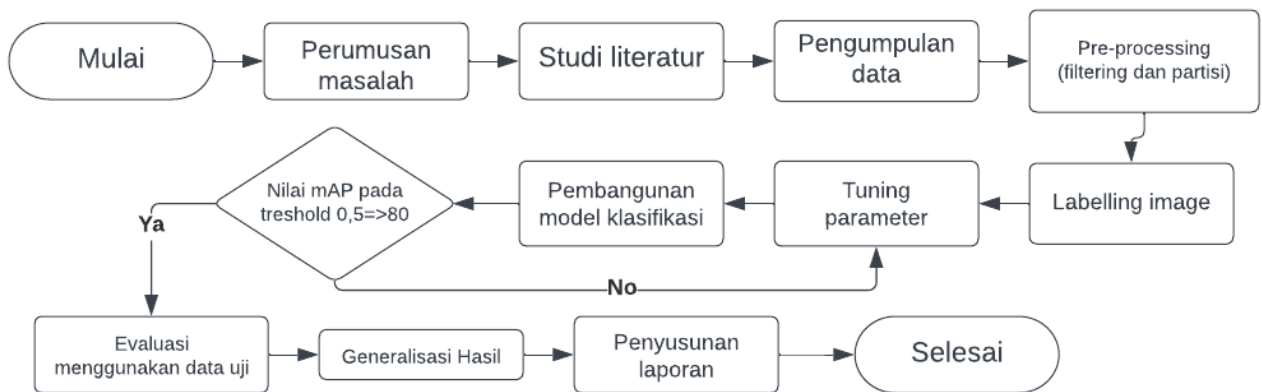 Mulai
Perumusan
masalah
Studi literatur
Pengumpulan
data
Pre-processing
(filtering dan partisi)
Labelling image
Tuning
parameter
Pembangunan
model klasifikasi
Nilai mAP pada
treshold 0,5=>80
Ya
No
Evaluasi
menggunakan data uji
Generalisasi Hasil
Penyusunan
laporan
Selesai